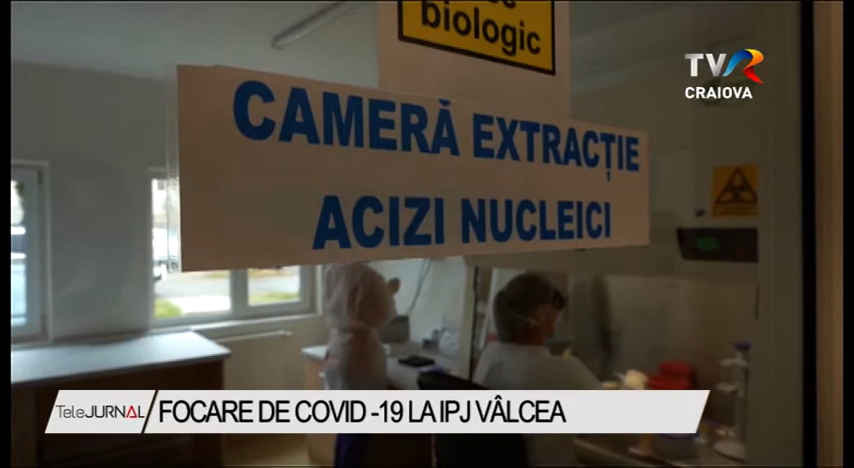 biologic
TVR
CRAIOVA
CAMERĂ EXTRACȚIE
ACIZI NUCLEICI
TeleJURNAL
FOCARE DE COVID -19 LA IPJ VÂLCEA